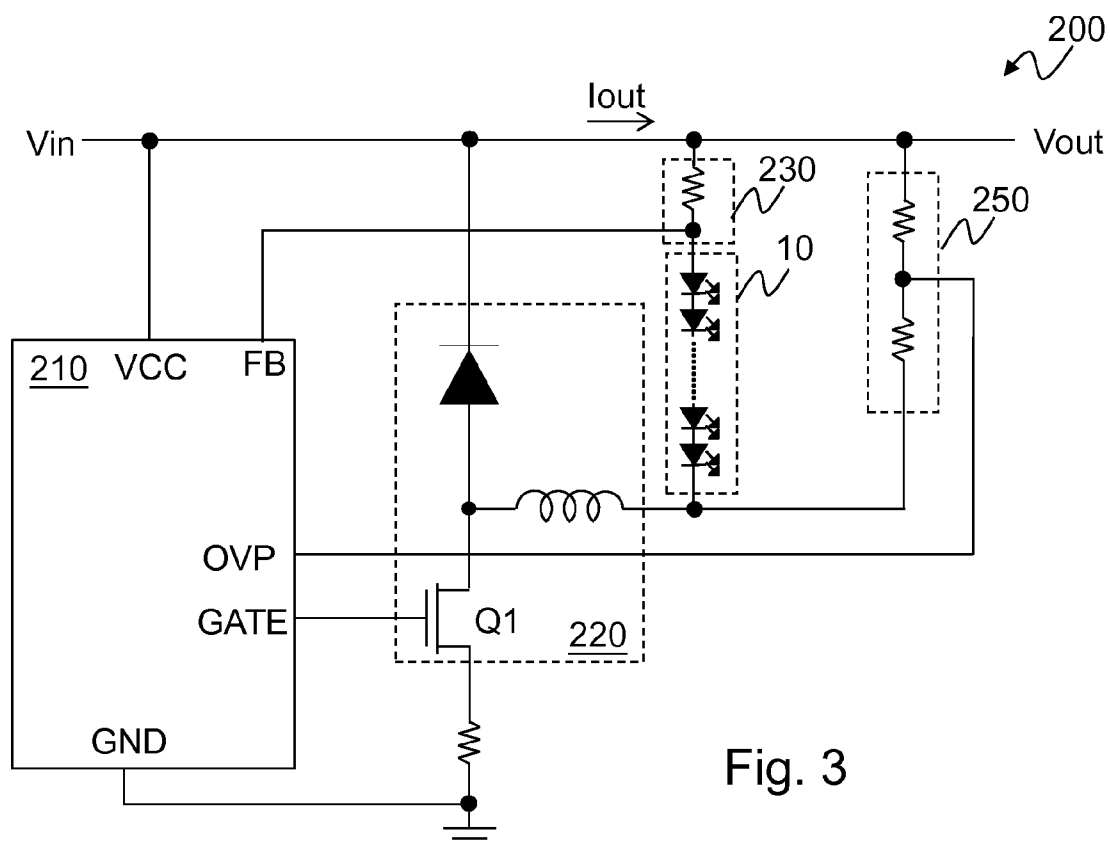 200
Iout
Vin
Vout
230
250
10
210
VCC
FB
OVP
GATE
Q1
220
GND
Fig. 3